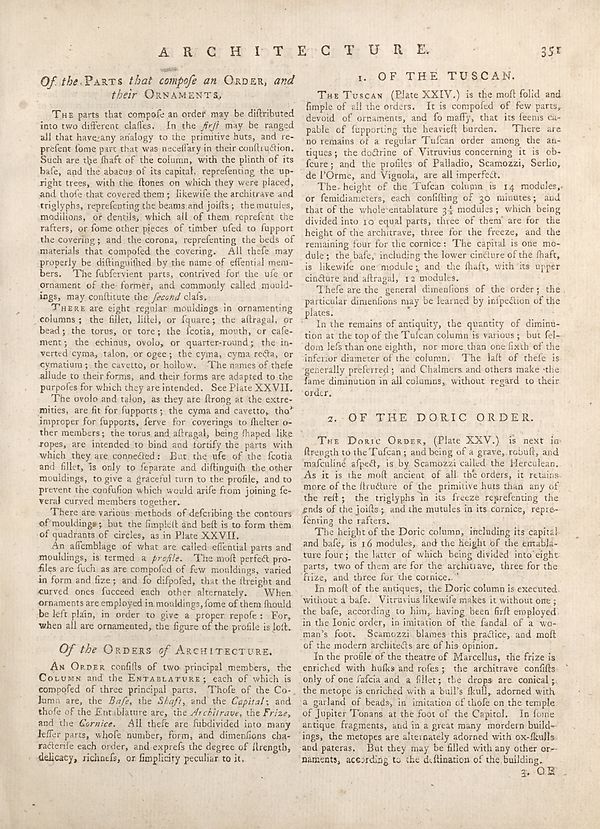 ARCHITECTURE. 351
Of the PARTS that compoſe an ORDER, and
their ORNAMENTS.
THE parts that compoſe an order may be diſtributed
into two different claſſes. In the firſt may be ranged
all that have any analogy to the primitive huts, and re-
preſent ſome part that was neceſſary in their conſtruction.
Such are the ſhaft of the column, with the plinth of its
baſe, and the abacus of its capital, repreſenting the up-
right trees, with the ſtones on which they were placed,
and thoſe that covered them; likewiſe the architrave and
triglyphs, repreſenting the beams and joiſts; the mutules,
modilions, or dentils, which all of them repreſent the
rafters, or ſome other pieces of timber uſed to ſupport
the covering; and the corona, repreſenting the beds of
materials that compoſed the covering. All theſe may
properly be diſtinguiſhed by the name of eſſential mem-
bers. The ſubſervient parts, contrived for the uſe or
ornament of the former, and commonly called mould-
ings, may conſtitute the ſecond claſs.
THERE are eight regular mouldings in ornamenting
columns; the fillet, liſtel, or ſquare; the aſtragal, or
bead; the torus, or tore; the ſcotia, mouth, or caſe-
ment; the echinus, ovolo, or quarter-round; the in-
verted cyma, talon, or ogee; the cyma, cyma recta, or
cymatium; the cavetto, or hollow. The names of theſe
allude to their forms, and their forms are adapted to the
purpoſes for which they are intended. See Plate XXVII.
The ovolo and talon, as they are ſtrong at the extre-
mities, are fit for ſupports; the cyma and cavetto, tho'
improper for ſupports, ſerve for coverings to ſhelter o-
ther members; the torus and aſtragal, being ſhaped like
ropes, are intended to bind and fortify the parts with
which they are connected: But the uſe of the ſcotia
and fillet, is only to ſeparate and diſtinguiſh the other
mouldings, to give a graceful turn to the profile, and to
prevent the confuſion which would ariſe from joining ſe-
veral curved members together.
There are various methods of deſcribing the contours
of mouldings; but the ſimpleſt and beſt is to form them
of quadrants of circles, as in Plate XXVII.
An aſſemblage of what are called eſſential parts and
mouldings, is termed a profile. The moſt perfect pro-
files are ſuch as are compoſed of few mouldings, varied
in form and ſize; and ſo diſpoſed, that the ſtreight and
curved ones ſucceed each other alternately. When
ornaments are employed in mouldings, ſome of them ſhould
be left plain, in order to give a proper repoſe: For,
when all are ornamented, the figure of the profile is loſt.
Of the ORDERS of ARCHITECTURE.
AN ORDER conſiſts of two principal members, the
COLUMN and the ENTABLATURE; each of which is
compoſed of three principal parts. Thoſe of the Co-
lumn are, the Baſe, the Shaft, and the Capital; and
thoſe of the Entablature are, the Architrave, the Frize,
and the Cornice. All theſe are ſubdivided into many
leſſer parts, whoſe number, form, and dimenſions cha-
racteriſe each order, and expreſs the degree of ſtrength,
delicacy, richneſs, or ſimplicity peculiar to it.
1. OF THE TUSCAN.
THE TUSCAN (Plate XXIV.) is the moſt ſolid and
ſimple of all the orders. It is compoſed of few parts,
devoid of ornaments, and ſo maſſy, that its ſeems ca-
pable of ſupporting the heavieſt burden. There are
no remains of a regular Tuſcan order among the an-
tiques; the doctrine of Vitruvius concerning it is ob-
ſcure; and the profiles of Palladio, Scamozzi, Serlio,
de l'Orme, and Vignola, are all imperfect.
The height of the Tuſcan column is 14 modules,
or ſemidiameters, each conſiſting of 30 minutes; and
that of the whole entablature 3½ modules; which being
divided into 10 equal parts, three of them are for the
height of the architrave, three for the freeze, and the
remaining four for the cornice: The capital is one mo-
dule; the baſe, including the lower cincture of the ſhaft,
is likewiſe one module; and the ſhaft, with its upper
cincture and aſtragal, 12 modules.
Theſe are the general dimenſions of the order; the
particular dimenſions may be learned by inſpection of the
plates.
In the remains of antiquity, the quantity of diminu-
tion at the top of the Tuſcan column is various; but ſel-
dom leſs than one eighth, nor more than one ſixth of the
inferior diameter of the column. The laſt of theſe is
generally preferred; and Chalmers and others make the
ſame diminution in all columns, without regard to their
order.
2. OF THE DORIC ORDER.
THE DORIC ORDER, (Plate XXV.) is next in
ſtrength to the Tuſcan; and being of a grave, robuſt, and
maſculine aſpect, is by Scamozzi called the Herculean.
As it is the moſt ancient of all the orders, it retains
more of the ſtructure of the primitive huts than any of
the reſt; the triglyphs in its freeze repreſenting the
ends of the joiſts; and the mutules in its cornice, repre-
ſenting the rafters.
The height of the Doric column, including its capital
and baſe, is 16 modules, and the height of the entabla-
ture four; the latter of which being divided into eight
parts, two of them are for the architrave, three for the
frize, and three for the cornice.
In moſt of the antiques, the Doric column is executed
without a baſe. Vitruvius likewiſe makes it without one;
the baſe, according to him, having been firſt employed
in the Ionic order, in imitation of the ſandal of a wo-
man's foot. Scamozzi blames this practice, and moſt
of the modern architects are of his opinion.
In the profile of the theatre of Marcellus, the frize is
enriched with huſks and roſes; the architrave conſiſts
only of one faſcia and a fillet; the drops are conical;
the metope is enriched with a bull's ſkull, adorned with
a garland of beads, in imitation of thoſe on the temple
of Jupiter Tonans at the foot of the Capitol. In ſome
antique fragments, and in a great many mordern build-
ings, the metopes are alternately adorned with ox-ſkulls
and pateras. But they may be filled with any other or-
naments, according to the deſtination of the building.
3. OF